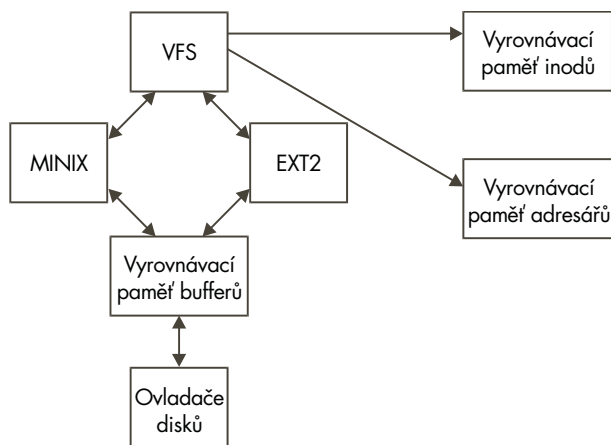 VFS
Vyrovnávací
paměť inodů
MINIX
EXT2
Vyrovnávací
paměť adresářů
Vyrovnávací
paměť bufferů
Ovladače
disků